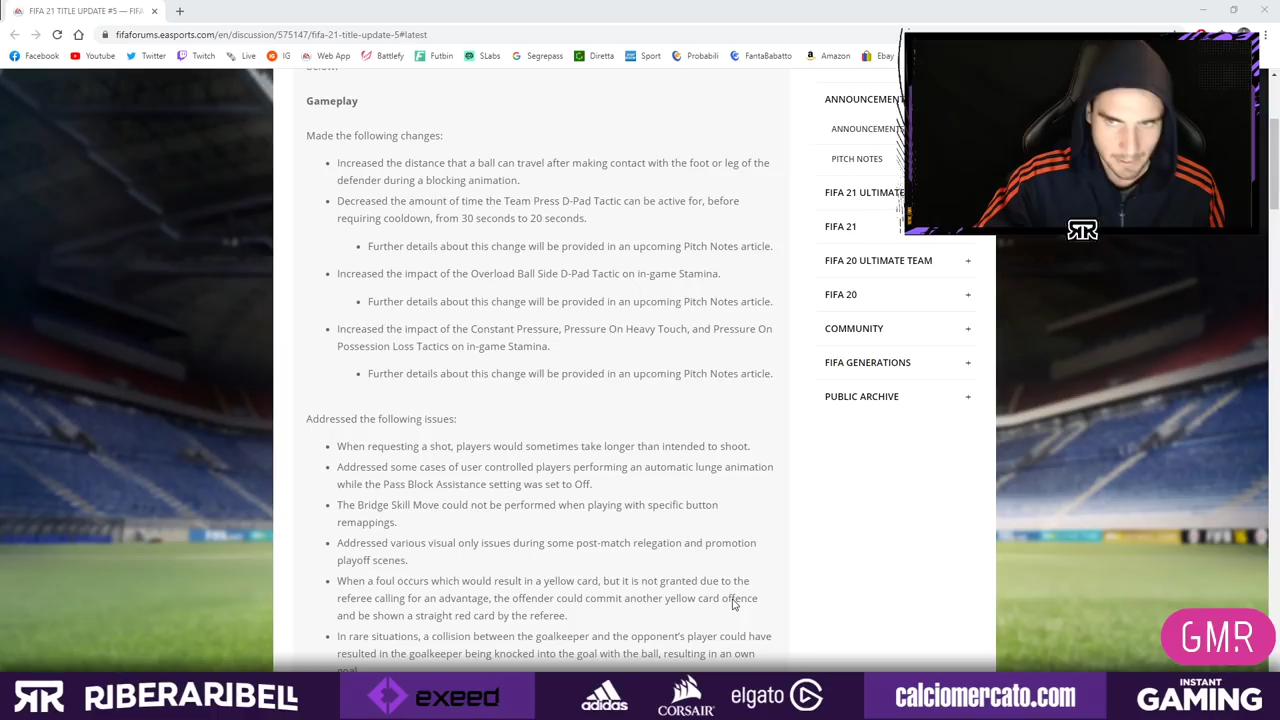 FIFA 21 TITLE UPDATE #5 — FIFA
fifaforums.easports.com/en/discussion/575147/fifa-21-title-update-5#latest
Facebook Youtube Twitter Twitch Live IG Web App Battlefy Futbin SLabs Segrepass Diretta Sport Probabili FantaBabatto Amazon Ebay
Gameplay
Made the following changes:
• Increased the distance that a ball can travel after making contact with the foot or leg of the
defender during a blocking animation.
• Decreased the amount of time the Team Press D-Pad Tactic can be active for, before
requiring cooldown, from 30 seconds to 20 seconds.
• Further details about this change will be provided in an upcoming Pitch Notes article.
• Increased the impact of the Overload Ball Side D-Pad Tactic on in-game Stamina.
• Further details about this change will be provided in an upcoming Pitch Notes article.
• Increased the impact of the Constant Pressure, Pressure On Heavy Touch, and Pressure On
Possession Loss Tactics on in-game Stamina.
• Further details about this change will be provided in an upcoming Pitch Notes article.
Addressed the following issues:
• When requesting a shot, players would sometimes take longer than intended to shoot.
• Addressed some cases of user controlled players performing an automatic lunge animation
while the Pass Block Assistance setting was set to Off.
• The Bridge Skill Move could not be performed when playing with specific button
remappings.
• Addressed various visual only issues during some post-match relegation and promotion
playoff scenes.
• When a foul occurs which would result in a yellow card, but it is not granted due to the
referee calling for an advantage, the offender could commit another yellow card offence
and be shown a straight red card by the referee.
• In rare situations, a collision between the goalkeeper and the opponent's player could have
resulted in the goalkeeper being knocked into the goal with the ball, resulting in an own
ANNOUNCEMENT
ANNOUNCEMENTS
PITCH NOTES
FIFA 21 ULTIMATE
FIFA 21
FIFA 20 ULTIMATE TEAM +
FIFA 20 +
COMMUNITY +
FIFA GENERATIONS +
PUBLIC ARCHIVE +
GMR
RIBERARIBELL
exeed
adidas
CORSAIR
elgato
calciomercato.com
INSTANT
GAMING